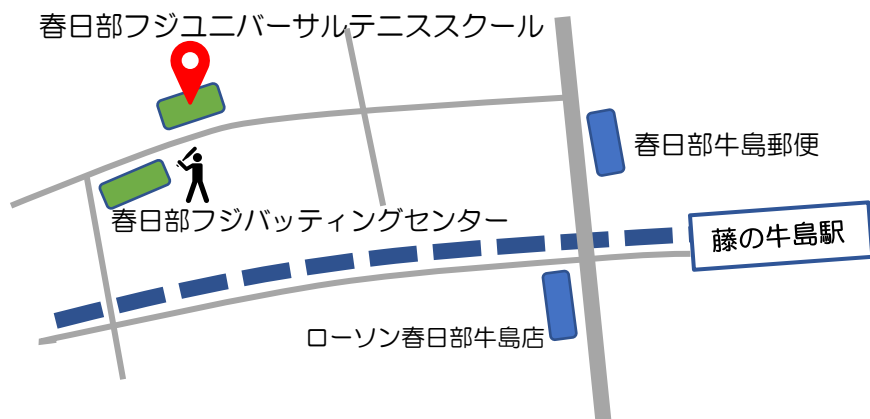 春日部フジユニバーサルテニススクール
春日部牛島郵便
春日部フジバッティングセンター
藤の牛島駅
ローソン春日部牛島店